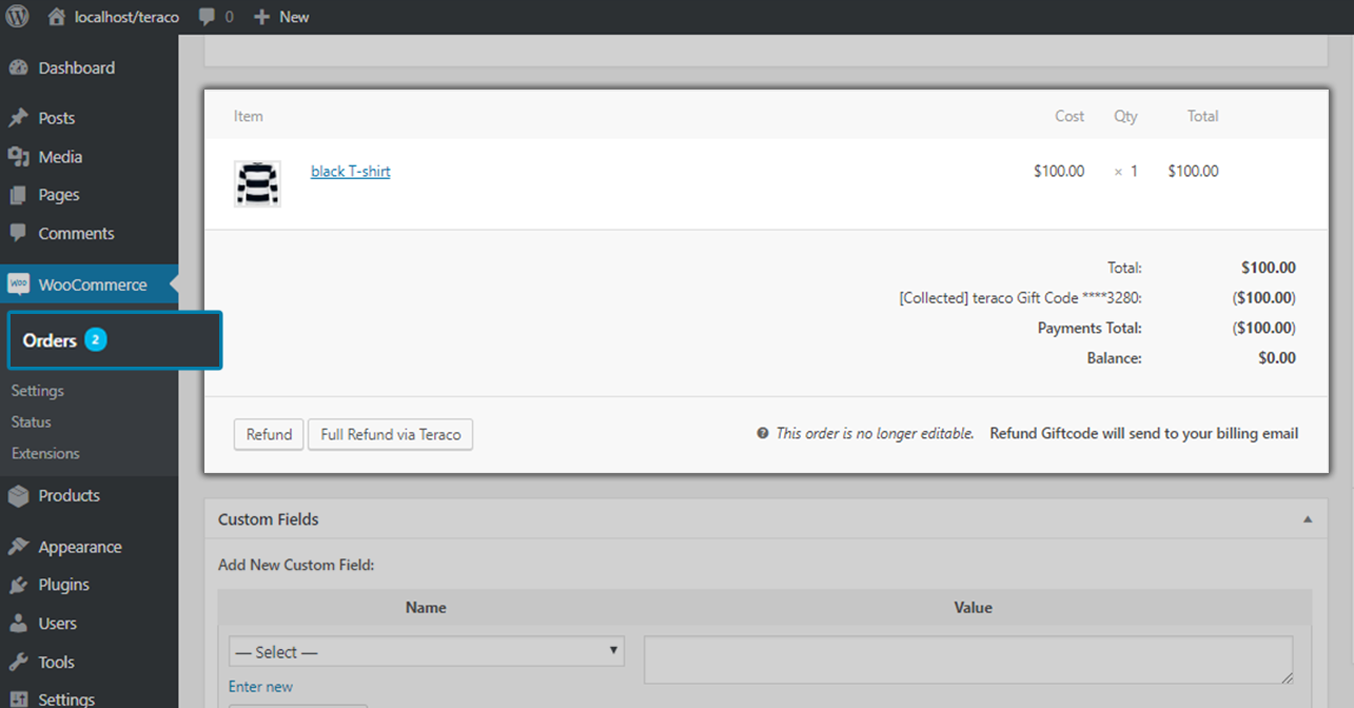 localhost/teraco 0 New
Dashboard
Posts
Media
Pages
Comments
WOO WooCommerce
Orders 2
Settings
Status
Extensions
Products
Appearance
Plugins
Users
Tools
Settings
Item Cost Qty Total
black T-shirt $100.00 × 1 $100.00
Total: $100.00
[Collected] teraco Gift Code ****3280: ($100.00)
Payments Total: ($100.00)
Balance: $0.00
Refund Full Refund via Teraco This order is no longer editable. Refund Giftcode will send to your billing email
Custom Fields
Add New Custom Field:
Name Value
— Select —
Enter new